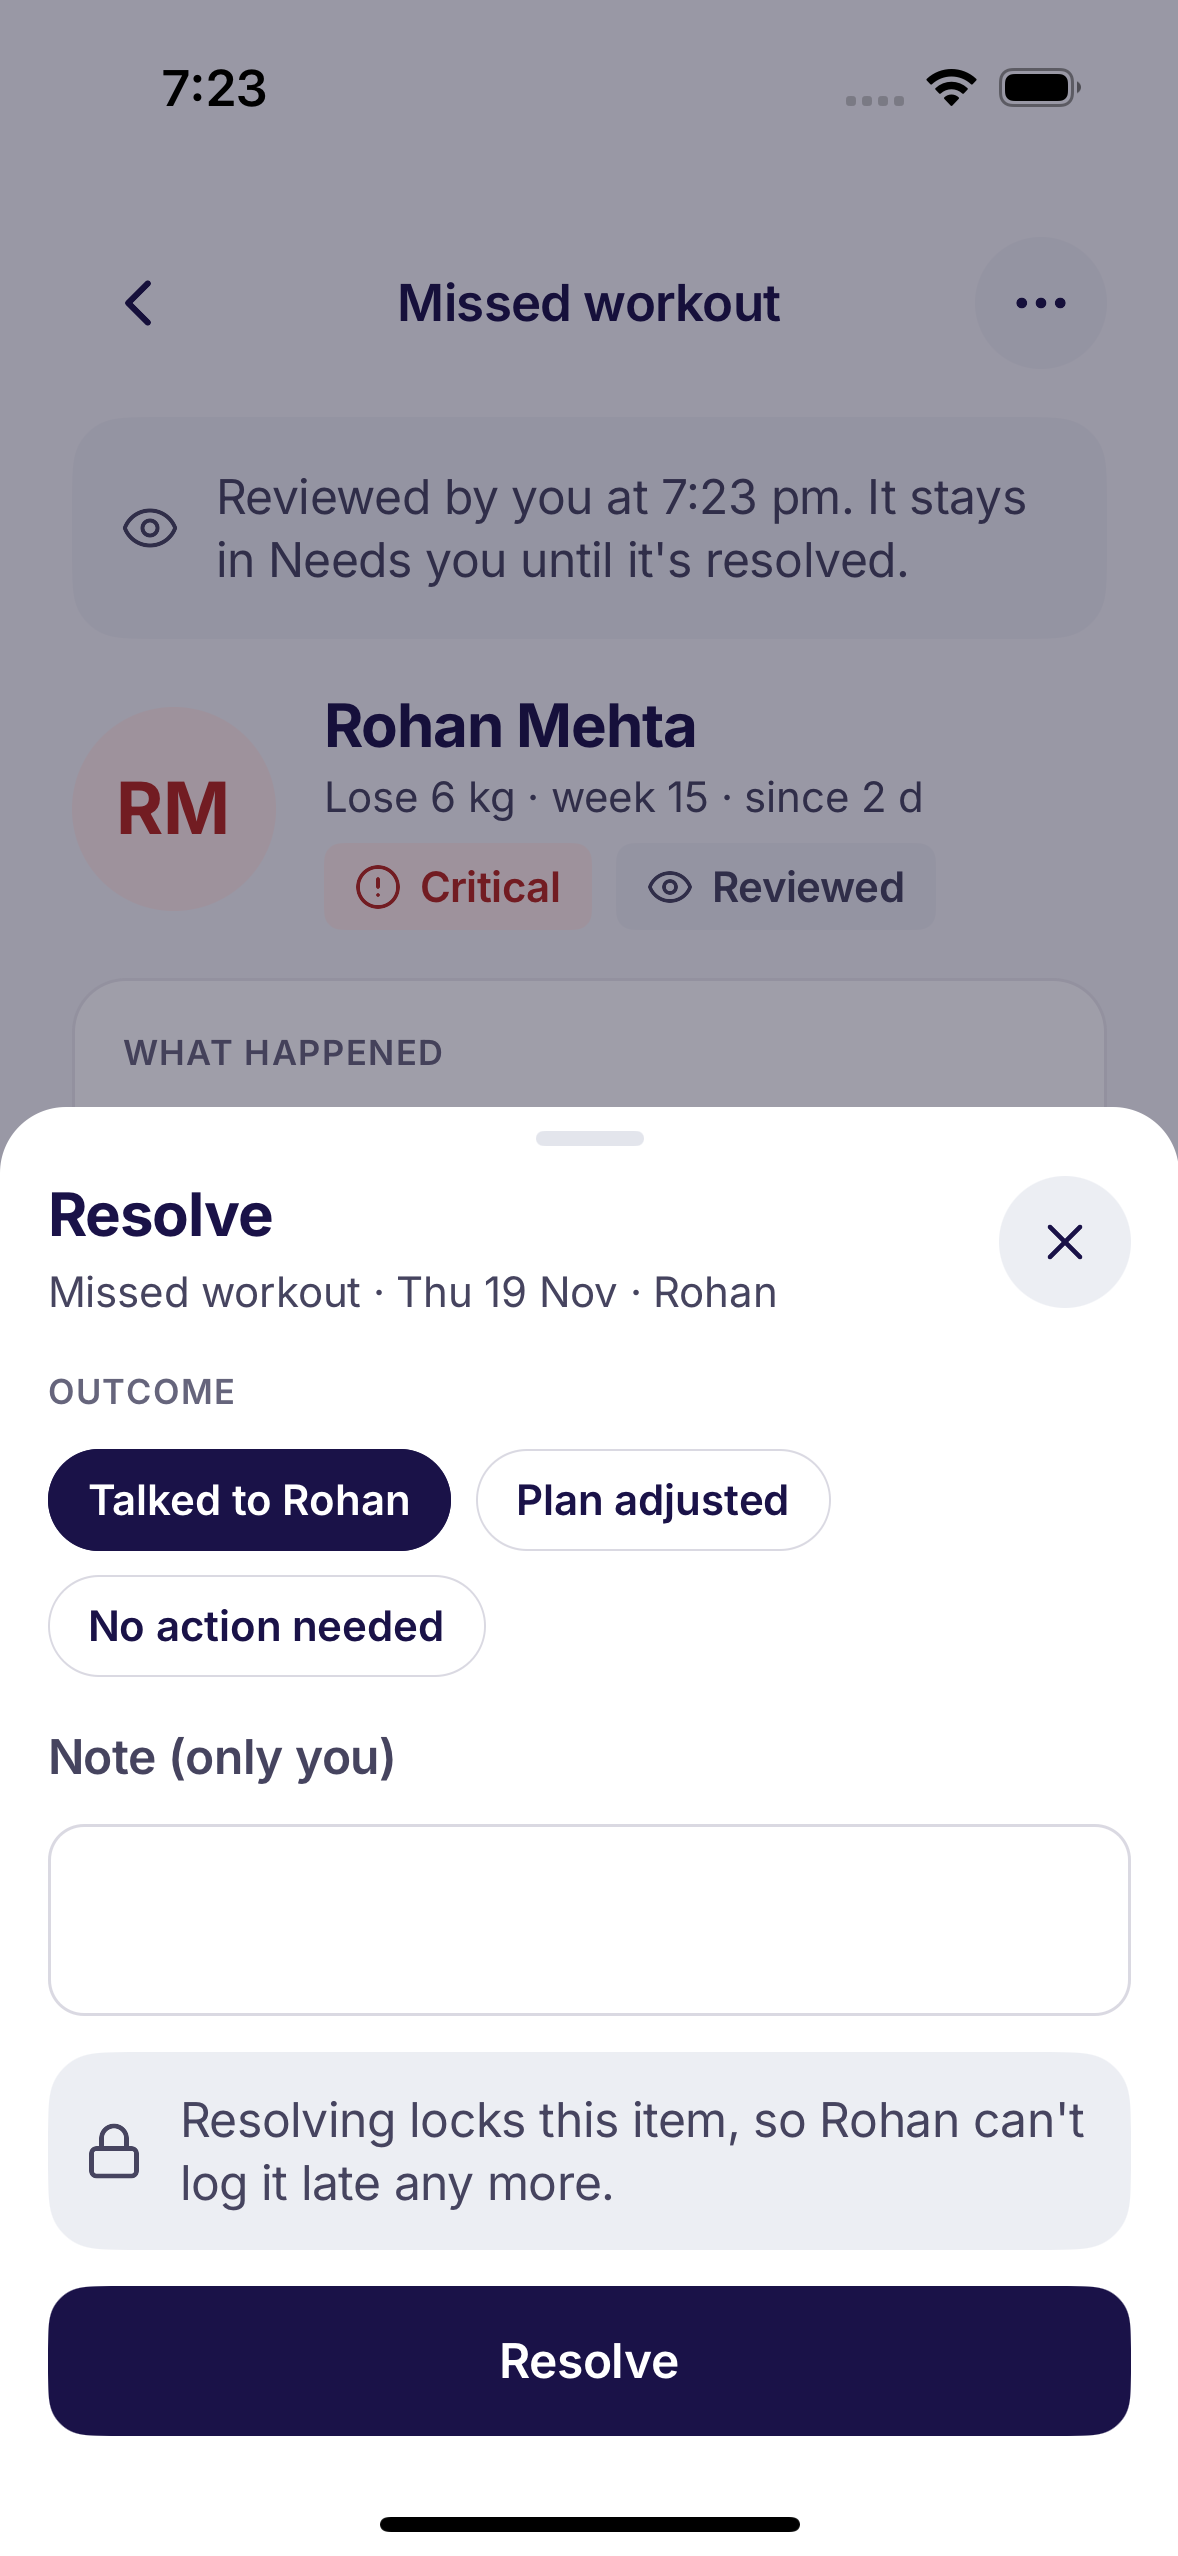 7:23
Missed workout
Reviewed by you at 7:23 pm. It stays
in Needs you until it's resolved.
RM
Rohan Mehta
Lose 6 kg · week 15 · since 2 d
Critical
Reviewed
WHAT HAPPENED
Resolve
Missed workout · Thu 19 Nov · Rohan
OUTCOME
Talked to Rohan
Plan adjusted
No action needed
Note (only you)
Resolving locks this item, so Rohan can't
log it late any more.
Resolve